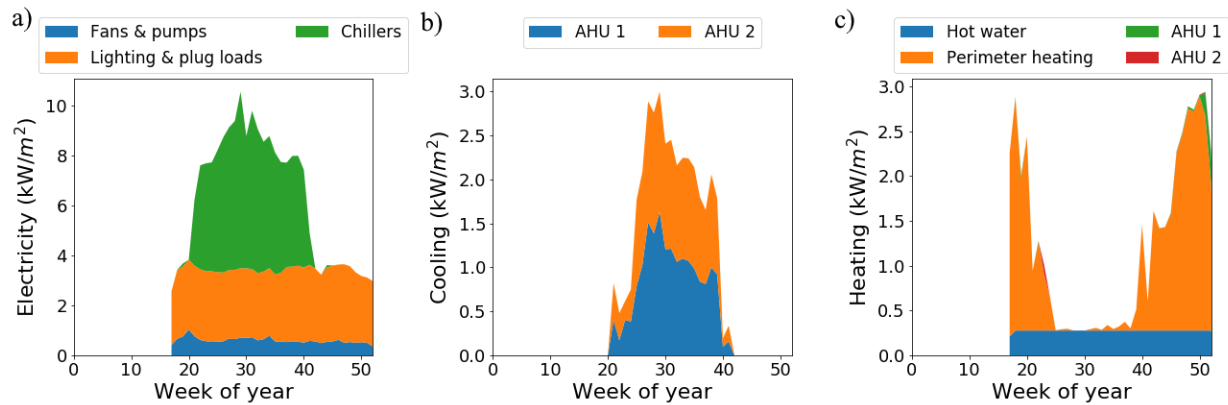 a)
Fans & pumps
Chillers
Lighting & plug loads
Electricity (kW/m²)
10
8
6
4
2
0
0 10 20 30 40 50
Week of year
b)
AHU 1
AHU 2
Cooling (kW/m²)
3.0
2.5
2.0
1.5
1.0
0.5
0.0
0 10 20 30 40 50
Week of year
c)
Hot water
AHU 1
Perimeter heating
AHU 2
Heating (kW/m²)
3.0
2.5
2.0
1.5
1.0
0.5
0.0
0 10 20 30 40 50
Week of year